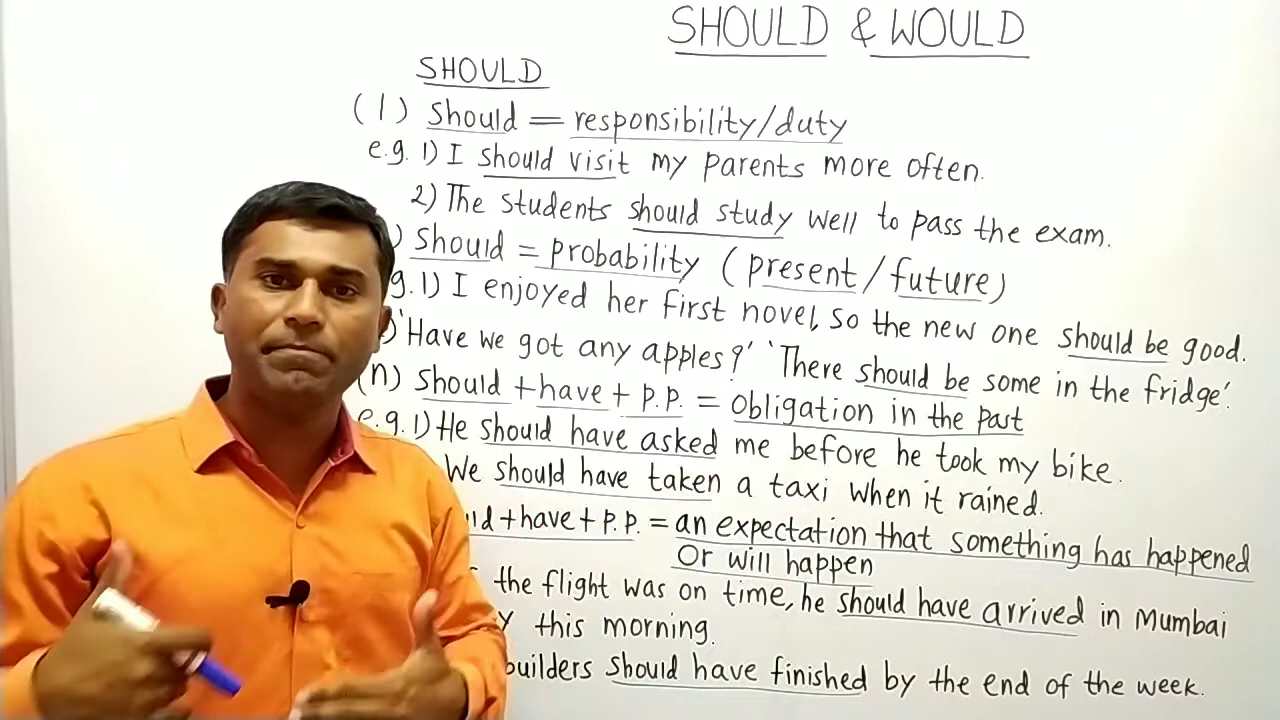 SHOULD & WOULD
SHOULD
(1) Should = responsibility/duty
e.g. 1) I should visit my parents more often.
2) The students should study well to pass the exam.
) Should = probability (present/future)
g. 1) I enjoyed her first novel, so the new one should be good.
) 'Have we got any apples?' 'There should be some in the fridge'.
(n) Should + have + p.p. = Obligation in the past
e.g. 1) He should have asked me before he took my bike.
We should have taken a taxi when it rained.
+ have + p.p. = an expectation that something has happened
Or will happen
the flight was on time, he should have arrived in Mumbai
this morning.
builders should have finished by the end of the week.